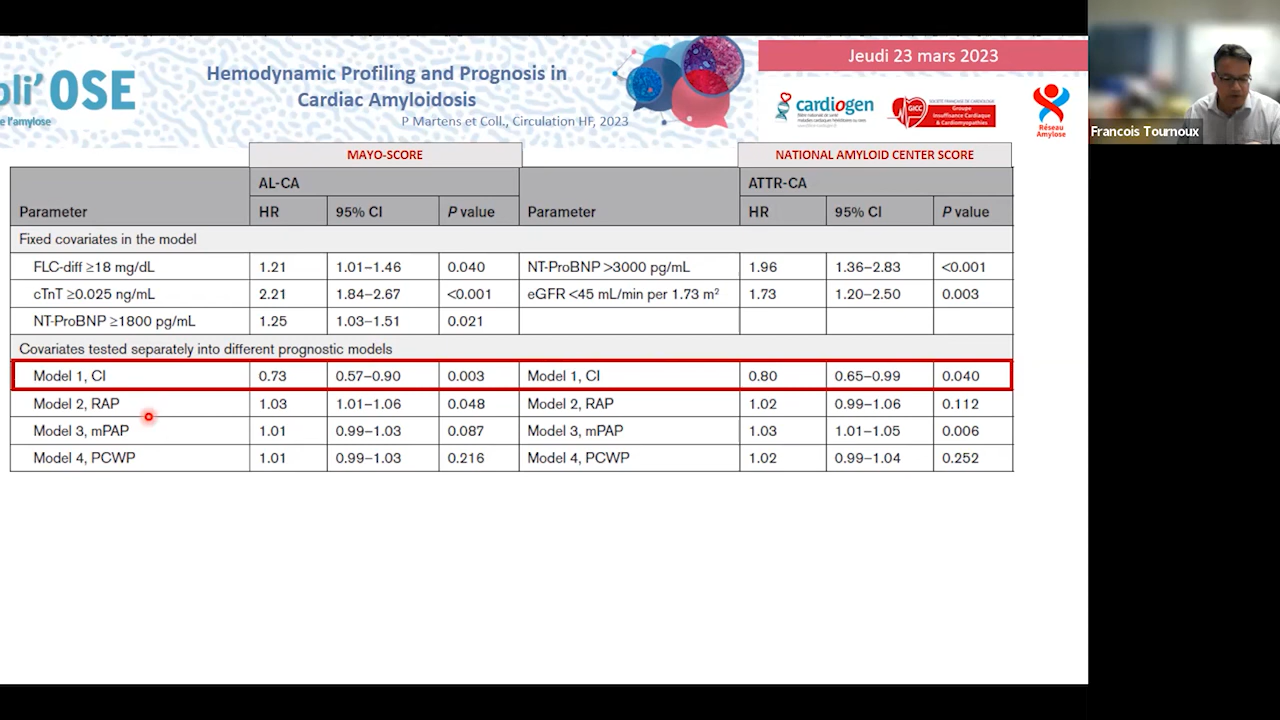 oli'OSE
e l'amylose
Hemodynamic Profiling and Prognosis in
Cardiac Amyloidosis
P Martens et Coll., Circulation HF, 2023
Jeudi 23 mars 2023
cardiogen
GICC
SOCIÉTÉ FRANÇAISE DE CARDIOLOGIE
Groupe
Insuffisance Cardiaque
& Cardiomyopathies
Réseau
Amylose
Francois Tournoux
MAYO-SCORE NATIONAL AMYLOID CENTER SCORE
AL-CA ATTR-CA
Parameter HR 95% CI P value Parameter HR 95% CI P value
Fixed covariates in the model
FLC-diff ≥18 mg/dL 1.21 1.01–1.46 0.040 NT-ProBNP >3000 pg/mL 1.96 1.36–2.83 <0.001
cTnT ≥0.025 ng/mL 2.21 1.84–2.67 <0.001 eGFR <45 mL/min per 1.73 m² 1.73 1.20–2.50 0.003
NT-ProBNP ≥1800 pg/mL 1.25 1.03–1.51 0.021
Covariates tested separately into different prognostic models
Model 1, CI 0.73 0.57–0.90 0.003 Model 1, CI 0.80 0.65–0.99 0.040
Model 2, RAP 1.03 1.01–1.06 0.048 Model 2, RAP 1.02 0.99–1.06 0.112
Model 3, mPAP 1.01 0.99–1.03 0.087 Model 3, mPAP 1.03 1.01–1.05 0.006
Model 4, PCWP 1.01 0.99–1.03 0.216 Model 4, PCWP 1.02 0.99–1.04 0.252